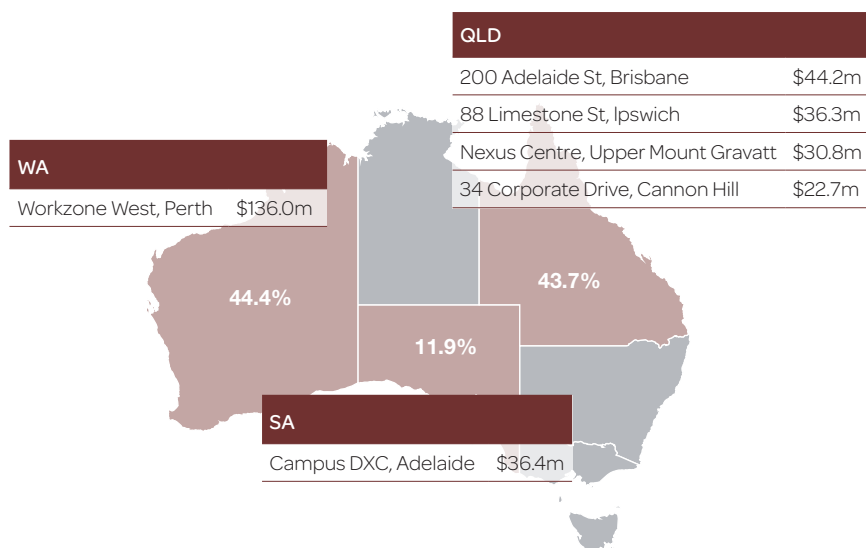 QLD
200 Adelaide St, Brisbane $44.2m
88 Limestone St, Ipswich $36.3m
Nexus Centre, Upper Mount Gravatt $30.8m
34 Corporate Drive, Cannon Hill $22.7m
WA
Workzone West, Perth $136.0m
44.4%
43.7%
11.9%
SA
Campus DXC, Adelaide $36.4m